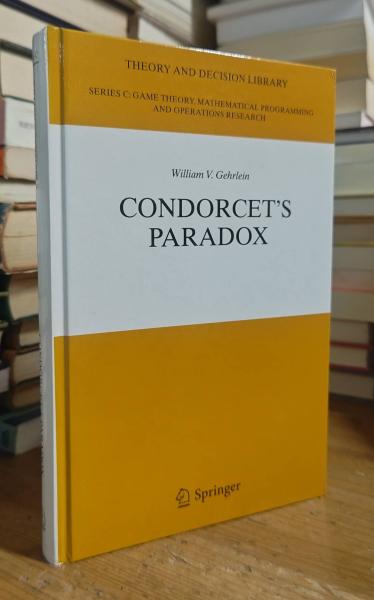 THEORY AND DECISION LIBRARY
SERIES C: GAME THEORY, MATHEMATICAL PROGRAMMING
AND OPERATIONS RESEARCH
William V. Gehrlein
CONDORCET'S
PARADOX
Springer